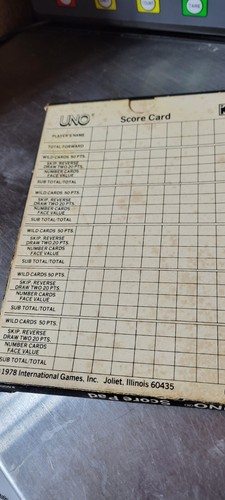 UNO® Score Card
PLAYER'S NAME
TOTAL FORWARD
WILD CARDS 50 PTS.
SKIP, REVERSE
DRAW TWO 20 PTS.
NUMBER CARDS
FACE VALUE
SUB TOTAL/TOTAL
WILD CARDS 50 PTS.
SKIP, REVERSE
DRAW TWO 20 PTS.
NUMBER CARDS
FACE VALUE
SUB TOTAL/TOTAL
WILD CARDS 50 PTS.
SKIP, REVERSE
DRAW TWO 20 PTS.
NUMBER CARDS
FACE VALUE
SUB TOTAL/TOTAL
WILD CARDS 50 PTS.
SKIP, REVERSE
DRAW TWO 20 PTS.
NUMBER CARDS
FACE VALUE
SUB TOTAL/TOTAL
WILD CARDS 50 PTS.
SKIP, REVERSE
DRAW TWO 20 PTS.
NUMBER CARDS
FACE VALUE
SUB TOTAL/TOTAL
1978 International Games, Inc. Joliet, Illinois 60435
UNO™ Score Pad